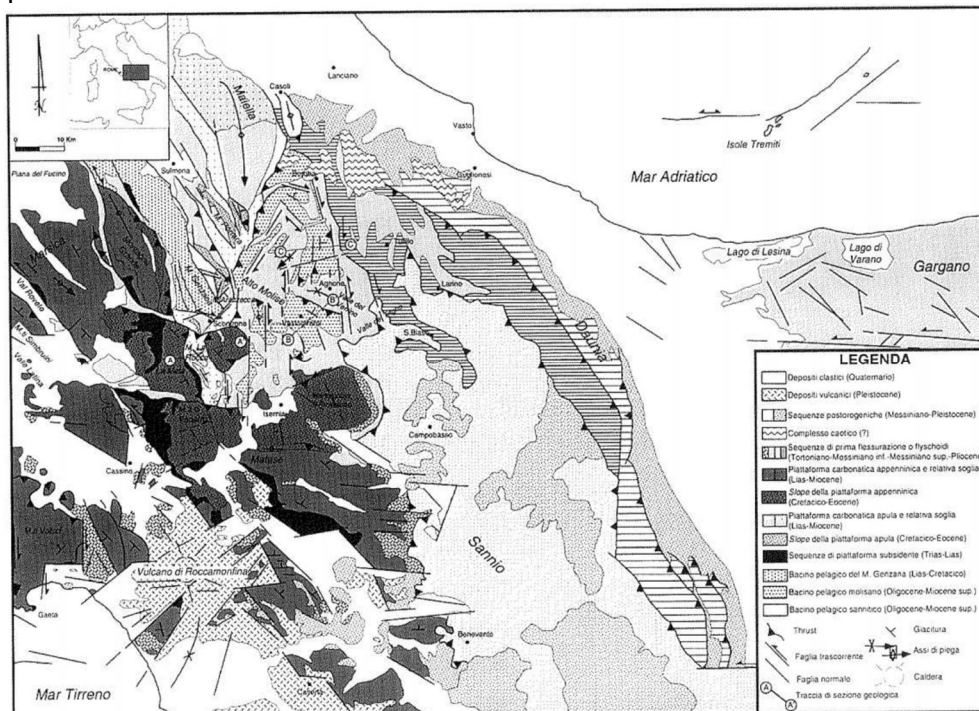 ROME
10 Km
Piana del Fucino
Sulmona
Maiella
Casoli
Lanciano
Vasto
Guglionesi
Isole Tremiti
Mar Adriatico
Lago di Lesina
Lago di
Varano
Gargano
Val Roveto
Alto Molise
Agnone
Larino
Daunia
Isernia
Campobasso
Cassino
Matese
Sannio
Vulcano di Roccamonfina
Gaeta
Benevento
Caserta
Mar Tirreno
LEGENDA
Depositi clastici (Quaternario)
Depositi vulcanici (Pleistocene)
Sequenze postorogeniche (Messiniano-Pleistocene)
Complesso caotico (?)
Sequenze di prima flessurazione o flyschoidi
(Tortoniano-Messiniano inf.-Messiniano sup.-Pliocene)
Piattaforma carbonatica appenninica e relativa soglia
(Lias-Miocene)
Slope della piattaforma appenninica
(Cretacico-Eocene)
Piattaforma carbonatica apula e relativa soglia
(Lias-Miocene)
Slope della piattaforma apula (Cretacico-Eocene)
Sequenze di piattaforma subsidente (Trias-Lias)
Bacino pelagico del M. Genzana (Lias-Cretacico)
Bacino pelagico molisano (Oligocene-Miocene sup.)
Bacino pelagico sannitico (Oligocene-Miocene sup.)
Thrust
Giacitura
Faglia trascorrente
Assi di piega
Faglia normale
Caldera
A
Traccia di sezione geologica
A'